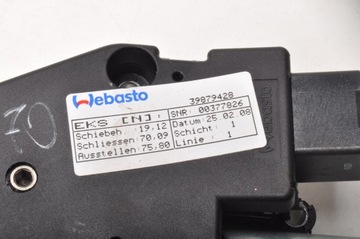 Webasto
39879428
EKS [N]: SNR: 00377826
Schiebeh.: 19,12 Datum: 25 02 08
Schliessen: 70,09 Schicht: 1
Ausstellen: 75,80 Linie : 1
70